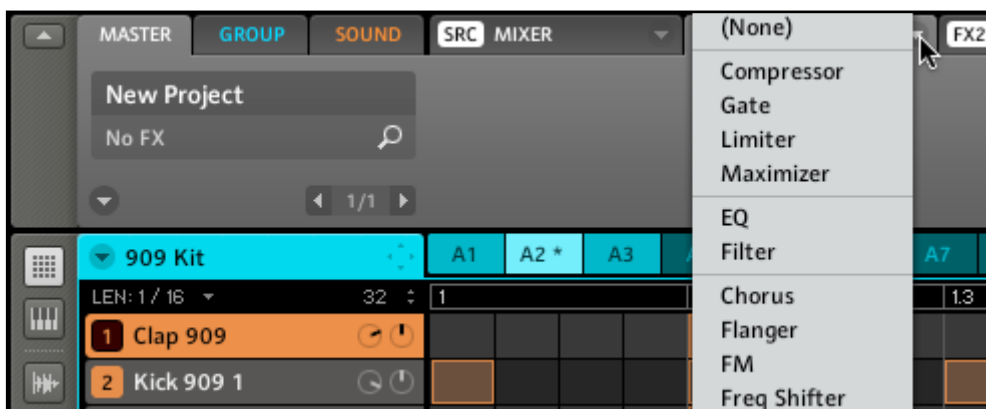 MASTER GROUP SOUND SRC MIXER FX2
New Project
No FX
1/1
(None)
Compressor
Gate
Limiter
Maximizer
EQ
Filter
Chorus
Flanger
FM
Freq Shifter
909 Kit A1 A2 * A3 A7
LEN: 1 / 16 32 1 1.3
1 Clap 909
2 Kick 909 1